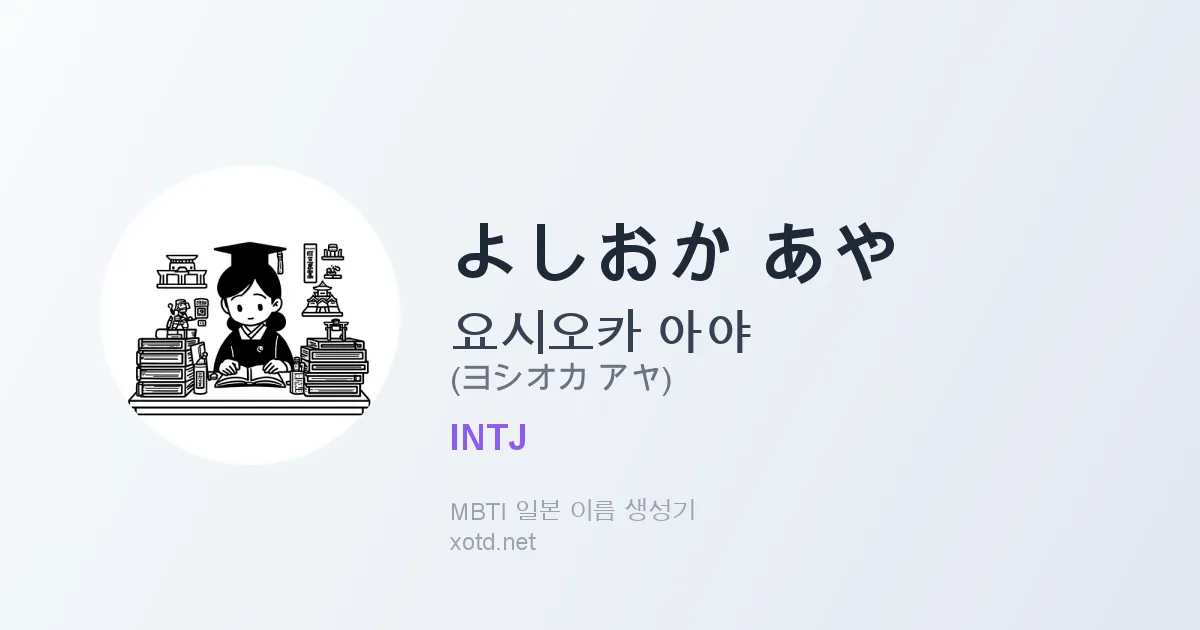 よしおか あや
요시오카 아야
(ヨシオカ アヤ)
INTJ
MBTI 일본 이름 생성기
xotd.net